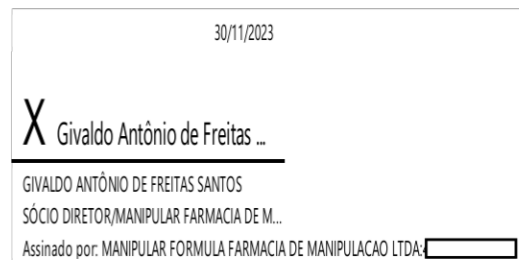 30/11/2023
X Givaldo Antônio de Freitas ...
GIVALDO ANTÔNIO DE FREITAS SANTOS
SÓCIO DIRETOR/MANIPULAR FARMACIA DE M...
Assinado por: MANIPULAR FORMULA FARMACIA DE MANIPULACAO LTDA: